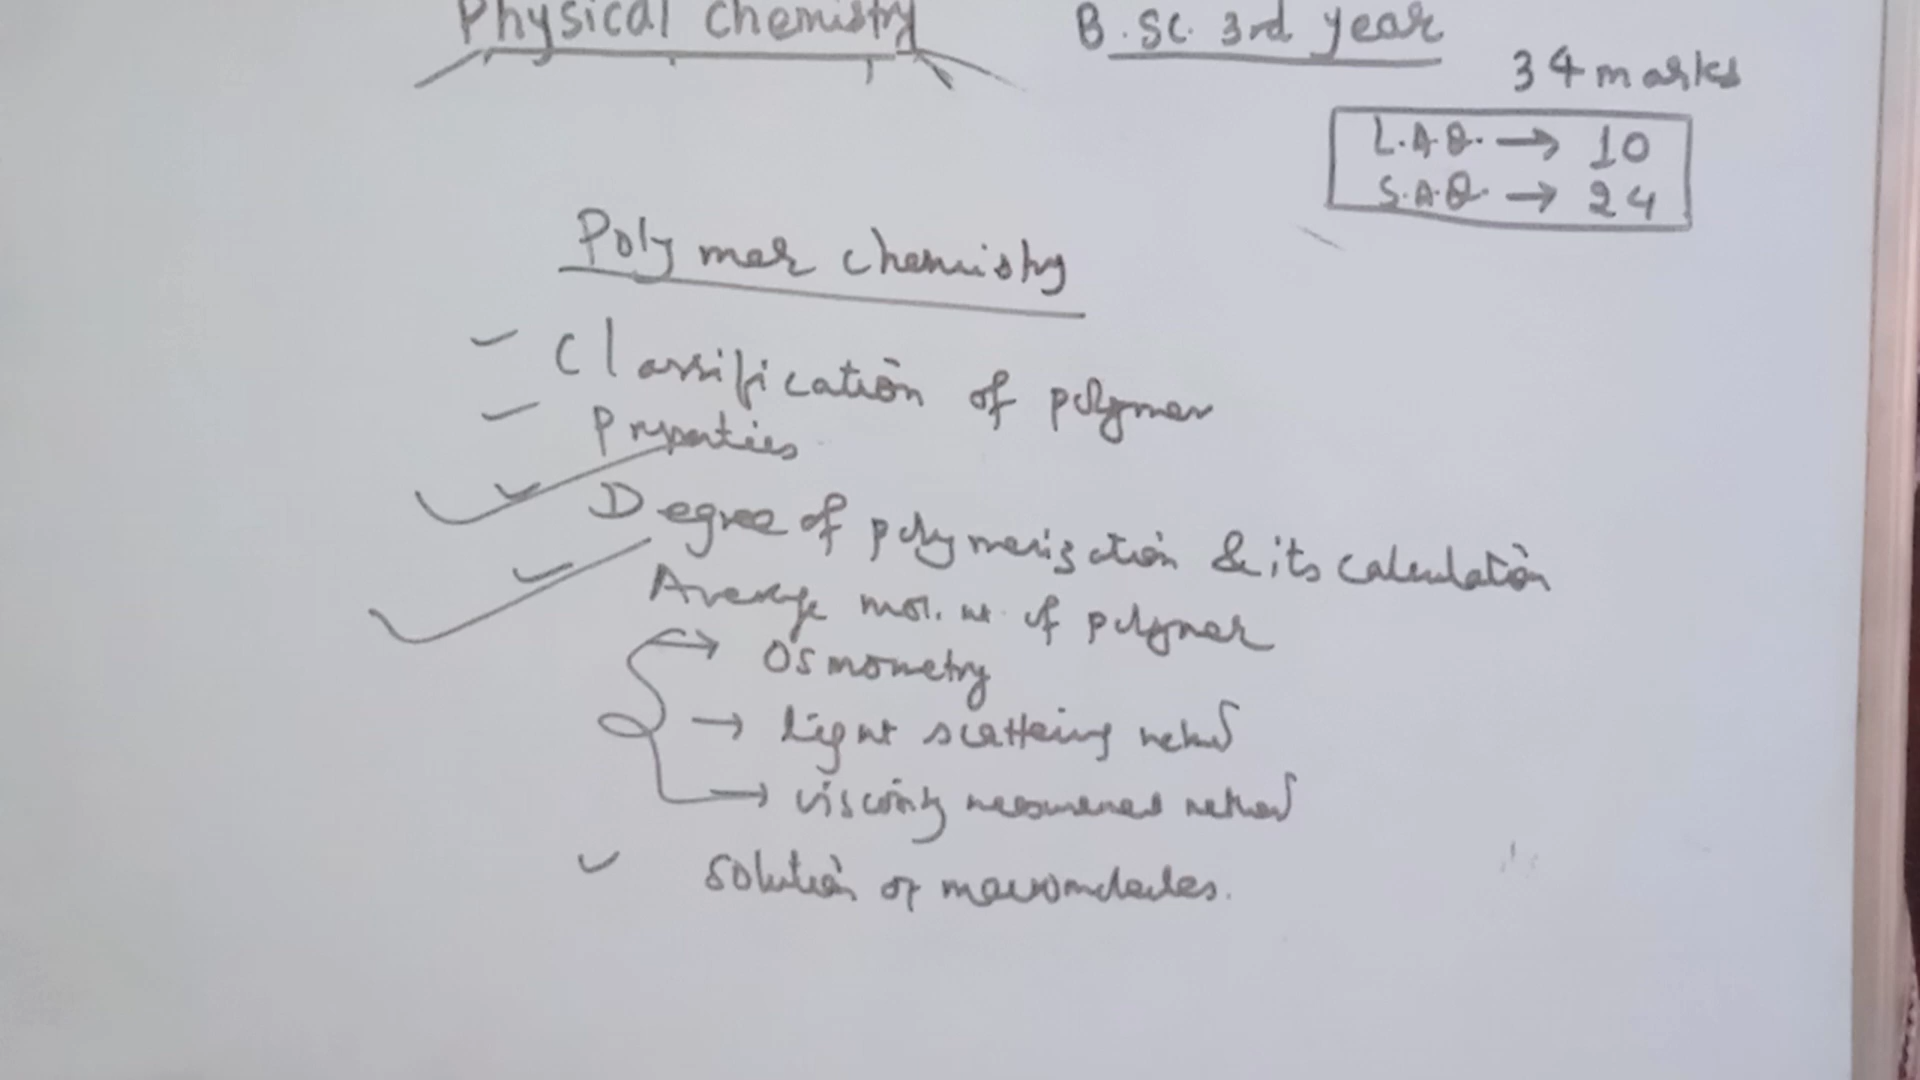 Physical Chemistry
B.Sc. 3rd year
34 marks
L.A.Q. → 10
S.A.Q. → 24
Polymer chemistry
Classification of polymer
Properties
Degree of polymerisation & its calculation
Average mol. wt. of polymer
→ Osmometry
→ light scattering method
→ viscosity measurement method
solution of macromolecules.